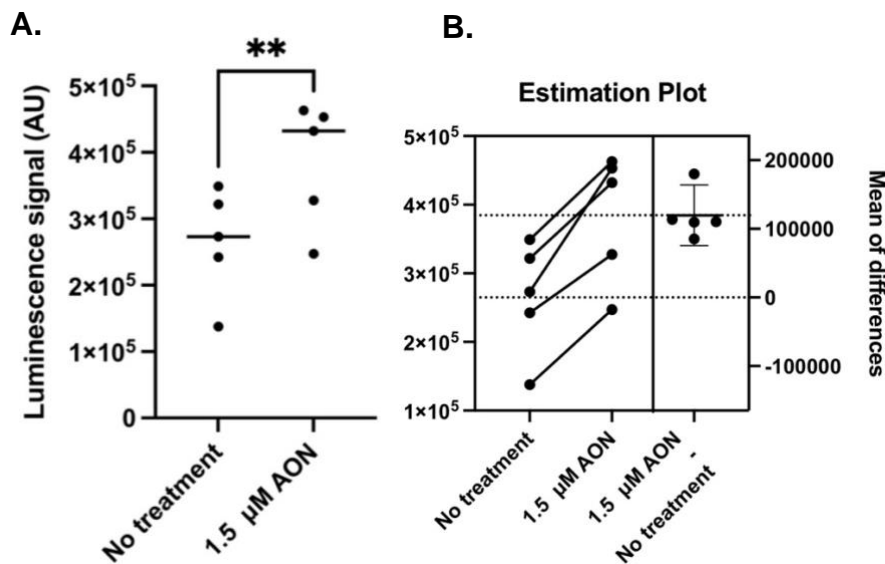 A.
**
Luminescence signal (AU)
5×10⁵
4×10⁵
3×10⁵
2×10⁵
1×10⁵
0
No treatment
1.5 µM AON
B.
Estimation Plot
5×10⁵
4×10⁵
3×10⁵
2×10⁵
1×10⁵
200000
100000
0
-100000
Mean of differences
No treatment
1.5 µM AON
1.5 µM AON
-
No treatment